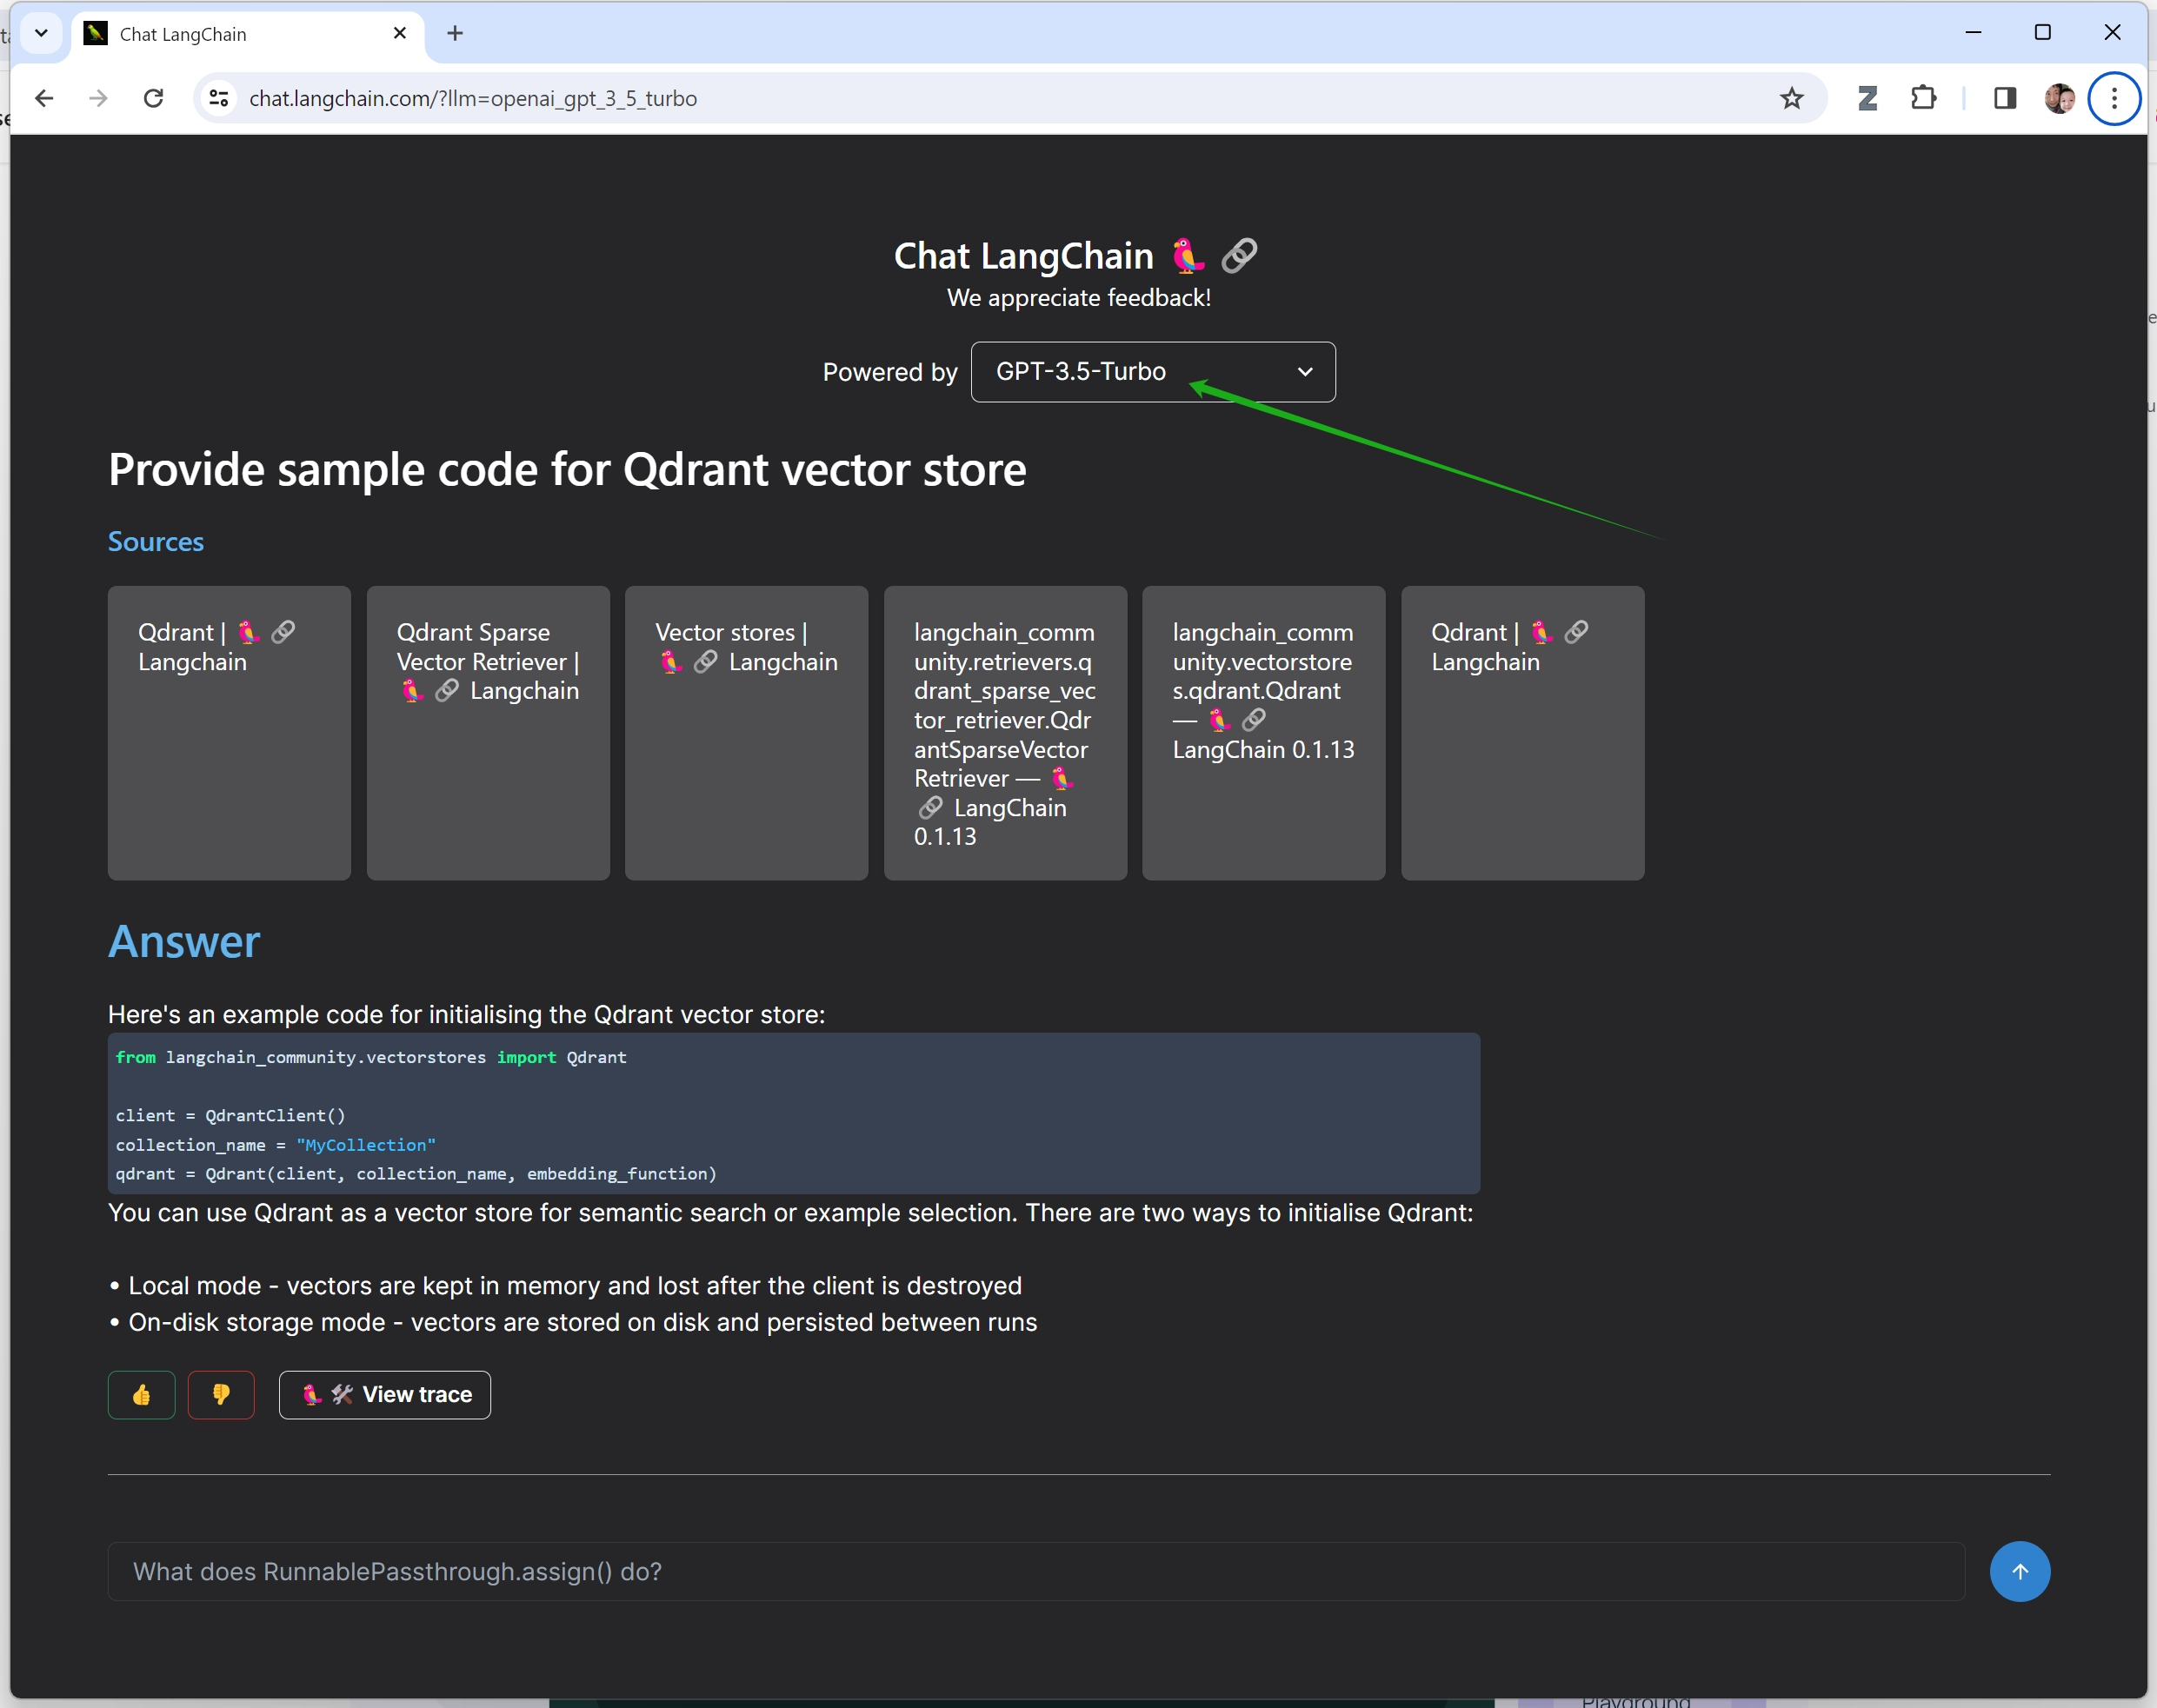 Chat LangChain
chat.langchain.com/?llm=openai_gpt_3_5_turbo
Chat LangChain 🦜 🔗
We appreciate feedback!
Powered by GPT-3.5-Turbo
Provide sample code for Qdrant vector store
Sources
Qdrant | 🦜 🔗
Langchain
Qdrant Sparse
Vector Retriever |
🦜 🔗 Langchain
Vector stores |
🦜 🔗 Langchain
langchain_comm
unity.retrievers.q
drant_sparse_vec
tor_retriever.Qdr
antSparseVector
Retriever — 🦜
🔗 LangChain
0.1.13
langchain_comm
unity.vectorstore
s.qdrant.Qdrant
— 🦜 🔗
LangChain 0.1.13
Qdrant | 🦜 🔗
Langchain
Answer
Here's an example code for initialising the Qdrant vector store:
from langchain_community.vectorstores import Qdrant
client = QdrantClient()
collection_name = "MyCollection"
qdrant = Qdrant(client, collection_name, embedding_function)
You can use Qdrant as a vector store for semantic search or example selection. There are two ways to initialise Qdrant:
• Local mode - vectors are kept in memory and lost after the client is destroyed
• On-disk storage mode - vectors are stored on disk and persisted between runs
👍 👎 🦜 🛠️ View trace
What does RunnablePassthrough.assign() do?
Playground